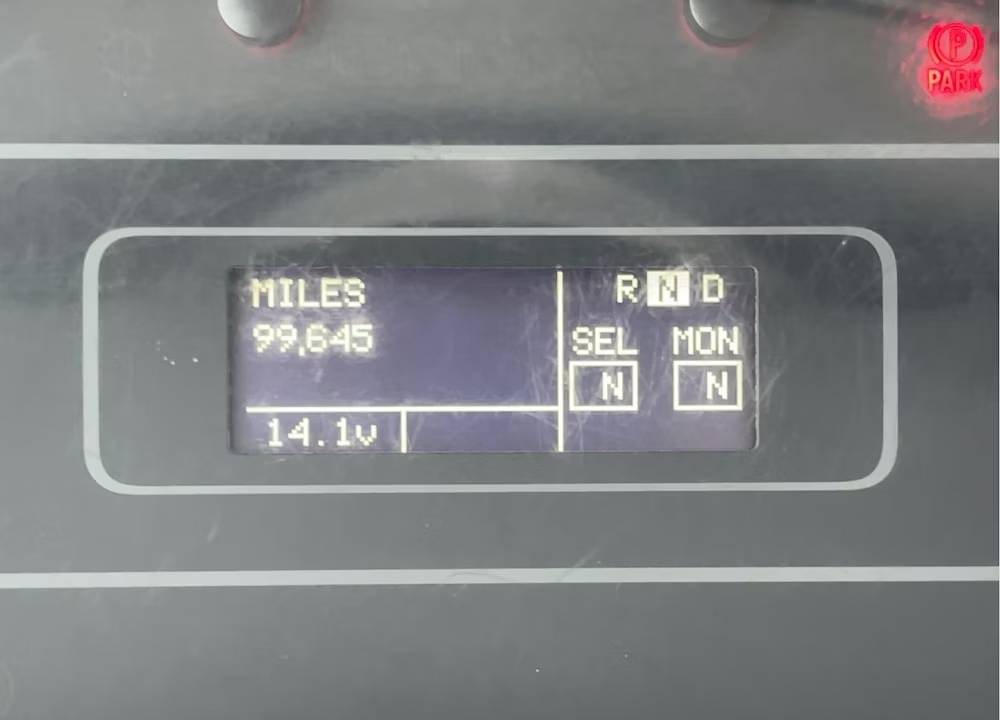 PARK
MILES
99,645
14.1v
R N D
SEL MON
N N